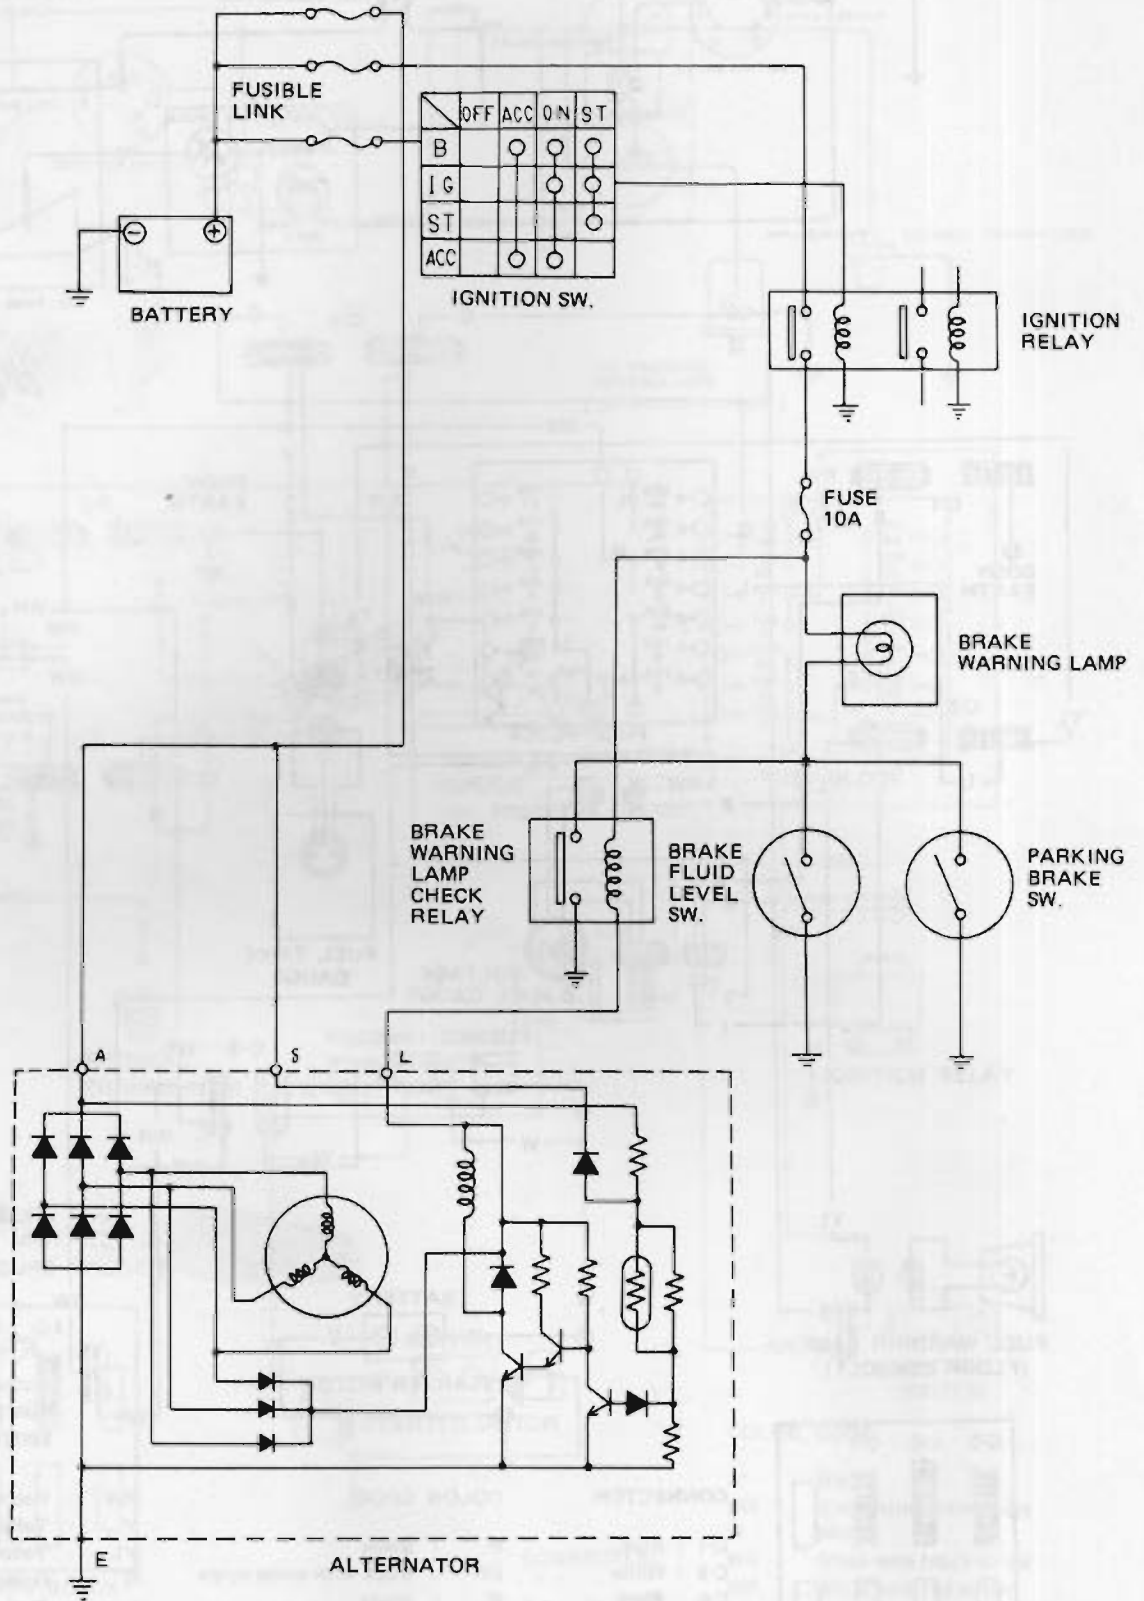 FUSIBLE
LINK
OFF ACC ON ST
B
IG
ST
ACC
IGNITION SW.
BATTERY
IGNITION
RELAY
FUSE
10A
BRAKE
WARNING LAMP
BRAKE
WARNING
LAMP
CHECK
RELAY
BRAKE
FLUID
LEVEL
SW.
PARKING
BRAKE
SW.
A
S
L
E
ALTERNATOR